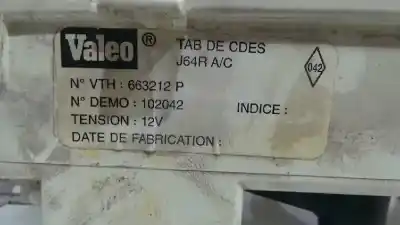 Valeo ® TAB DE CDES
J64R A/C
042
N° VTH : 663212 P
N° DEMO : 102042 INDICE :
TENSION : 12V
DATE DE FABRICATION :